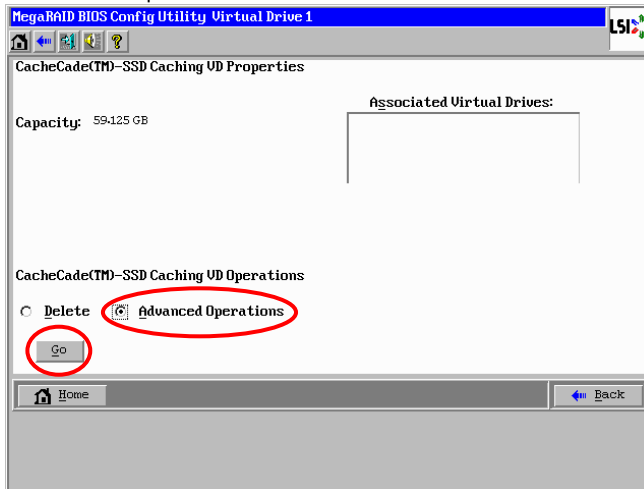 MegaRAID BIOS Config Utility Virtual Drive 1
LSI
CacheCade(TM)-SSD Caching VD Properties
Associated Virtual Drives:
Capacity: 59.125 GB
CacheCade(TM)-SSD Caching VD Operations
Delete Advanced Operations
Go
Home Back